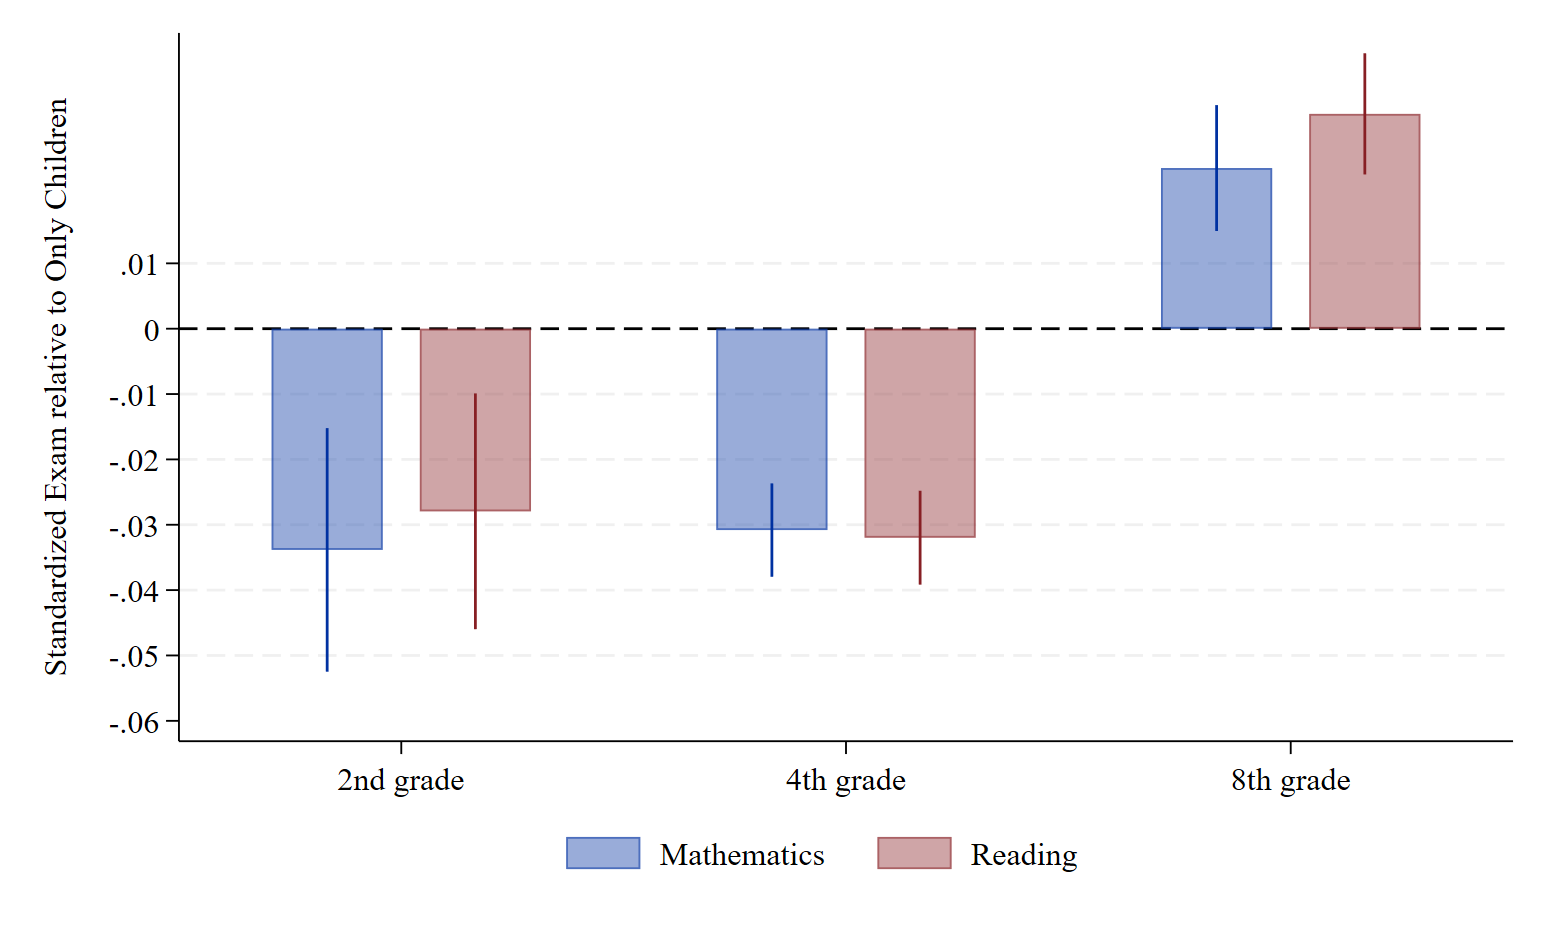 Standardized Exam relative to Only Children
.01
0
-.01
-.02
-.03
-.04
-.05
-.06
2nd grade 4th grade 8th grade
Mathematics Reading